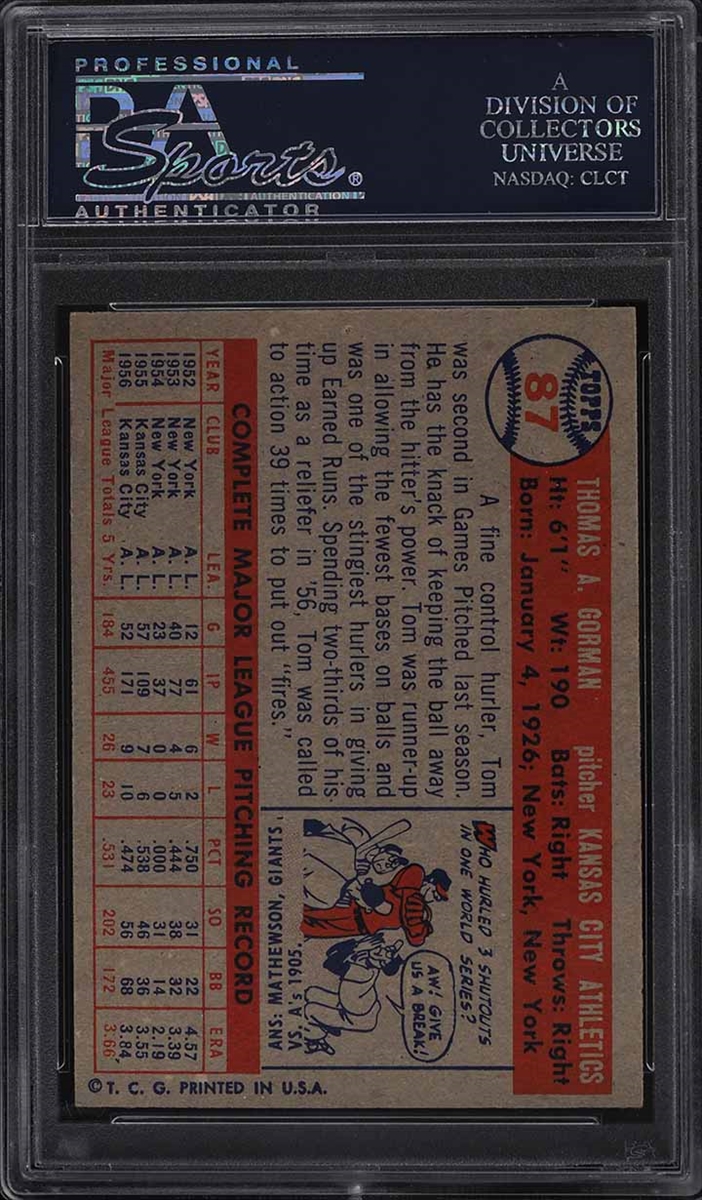 PROFESSIONAL
PSA
Sports®
AUTHENTICATOR
A
DIVISION OF
COLLECTORS
UNIVERSE
NASDAQ: CLCT
TOPPS
87
THOMAS A. GORMAN pitcher KANSAS CITY ATHLETICS
Ht: 6'1" Wt: 190 Bats: Right Throws: Right
Born: January 4, 1926; New York, New York
A fine control hurler, Tom
was second in Games Pitched last season.
He has the knack of keeping the ball away
from the hitter's power. Tom was runner-up
in allowing the fewest bases on balls and
was one of the stingiest hurlers in giving
up Earned Runs. Spending two-thirds of his
time as a reliefer in '56, Tom was called
to action 39 times to put out "fires."
WHO HURLED 3 SHUTOUTS
IN ONE WORLD SERIES?
AW! GIVE
US A BREAK!
ANS: MATHEWSON, GIANTS
VS. A's, 1905.
COMPLETE MAJOR LEAGUE PITCHING RECORD
YEAR CLUB LEA. G IP W L PCT SO BB ERA
1952 New York A. L. 12 61 6 2 .750 31 22 4.57
1953 New York A. L. 40 77 4 5 .444 38 32 3.39
1954 New York A. L. 23 37 0 0 .000 31 14 2.19
1955 Kansas City A. L. 57 109 7 6 .538 46 36 3.55
1956 Kansas City A. L. 52 171 9 10 .474 56 68 3.84
Major League Totals 5 Yrs. 184 455 26 23 .531 202 172 3.66
© T. C. G. PRINTED IN U.S.A.